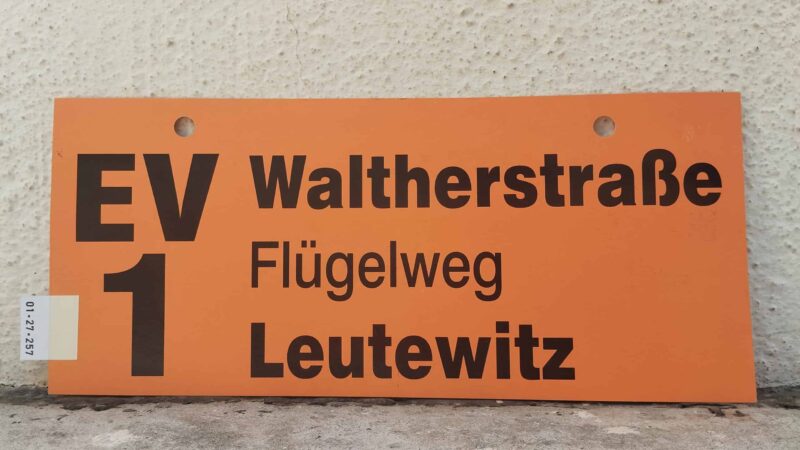 EV
1
Waltherstraße
Flügelweg
Leutewitz
01-27-257